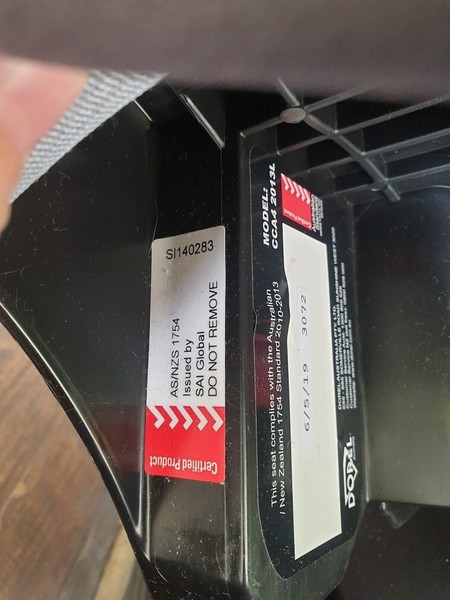 SI140283
AS/NZS 1754
Issued by
SAI Global
DO NOT REMOVE
Certified Product
MODEL:
CCA4 2013L
This seat complies with the Australian
/ New Zealand 1754 Standard 2010-2013
6/5/19 3072
DOREL